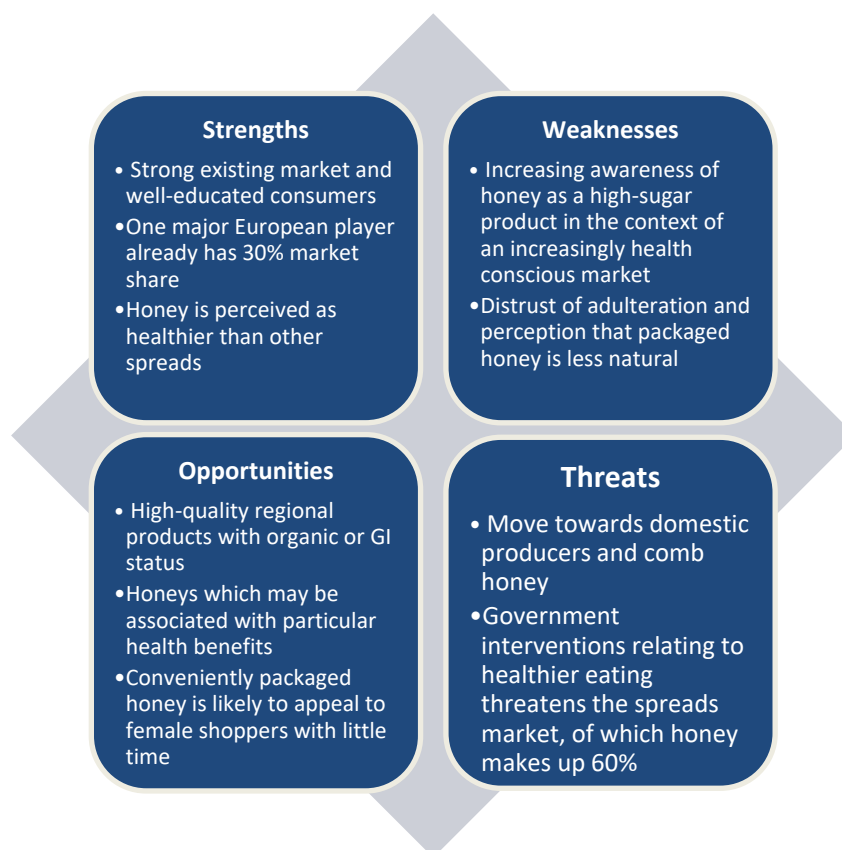 Strengths
• Strong existing market and
well-educated consumers
•One major European player
already has 30% market
share
•Honey is perceived as
healthier than other
spreads
Weaknesses
• Increasing awareness of
honey as a high-sugar
product in the context of
an increasingly health
conscious market
•Distrust of adulteration and
perception that packaged
honey is less natural
Opportunities
• High-quality regional
products with organic or GI
status
•Honeys which may be
associated with particular
health benefits
•Conveniently packaged
honey is likely to appeal to
female shoppers with little
time
Threats
• Move towards domestic
producers and comb
honey
•Government
interventions relating to
healthier eating
threatens the spreads
market, of which honey
makes up 60%